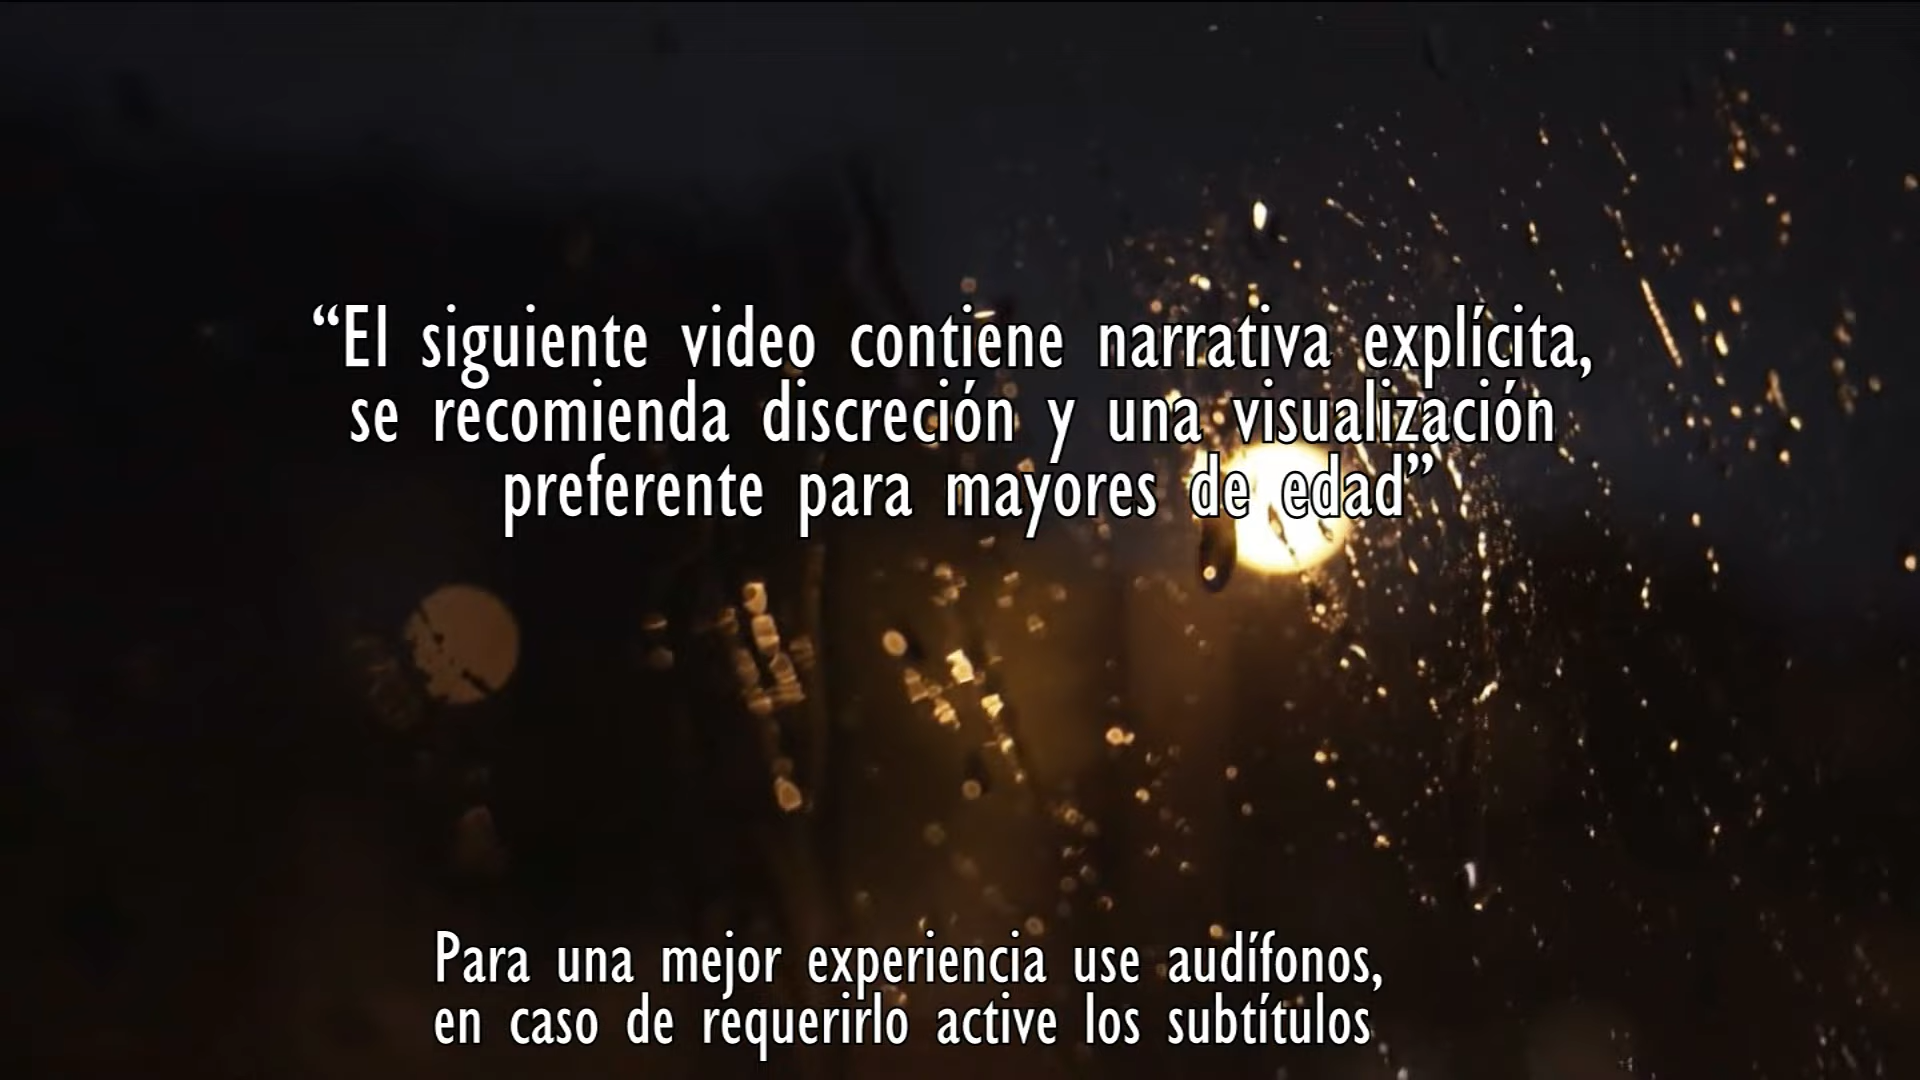 “El siguiente video contiene narrativa explícita,
se recomienda discreción y una visualización
preferente para mayores de edad”
Para una mejor experiencia use audífonos,
en caso de requerirlo active los subtítulos